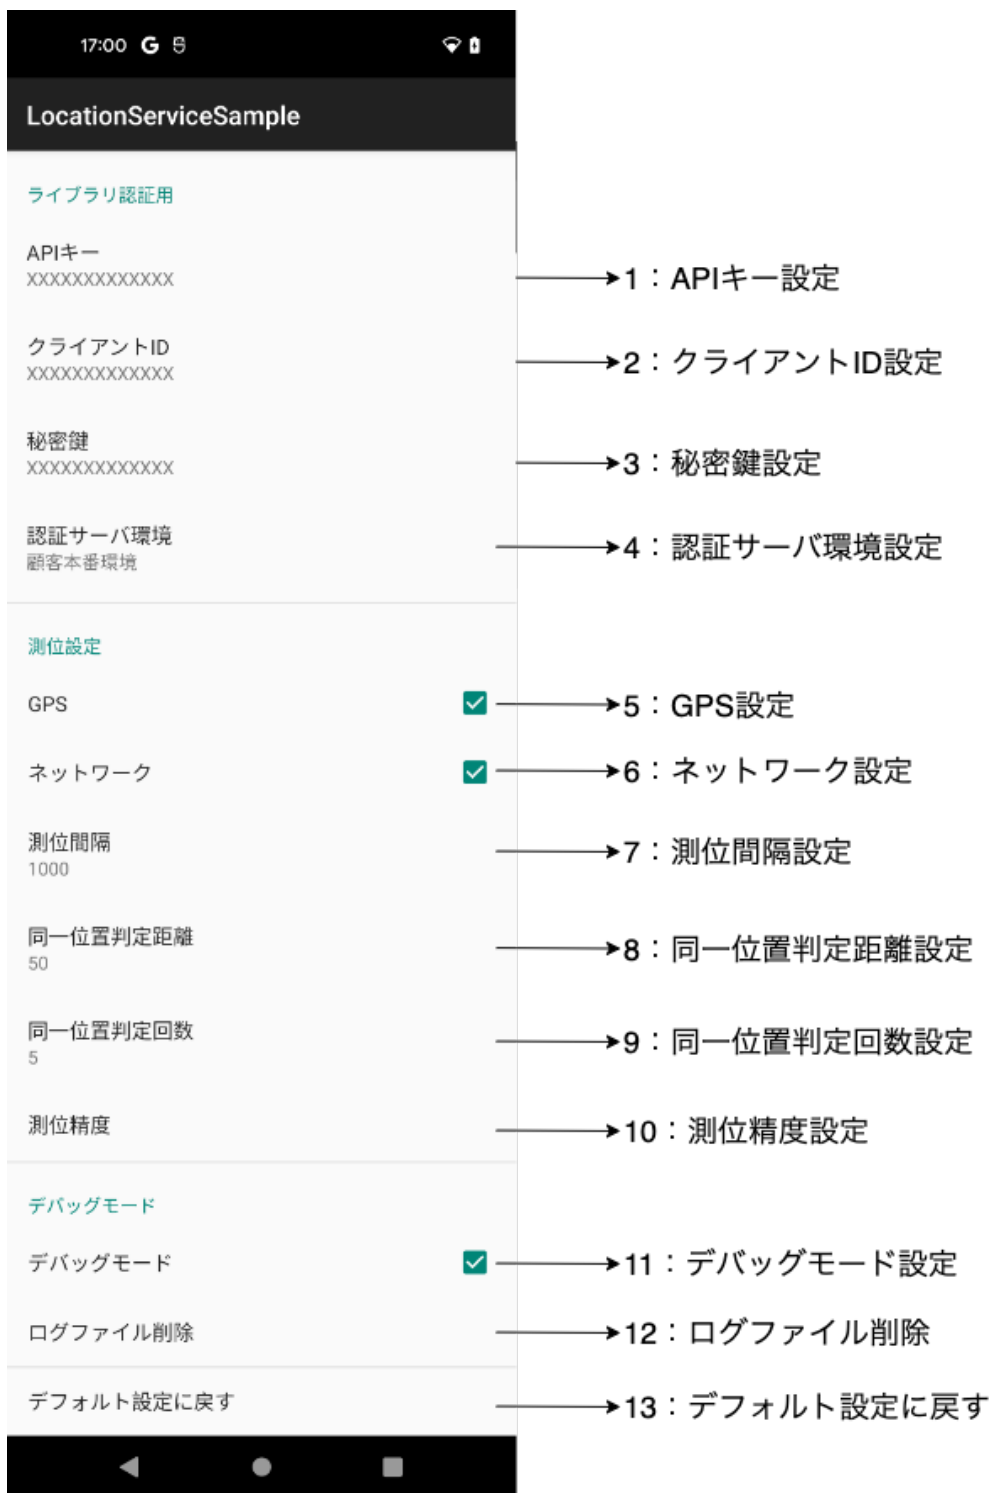 17:00 G
LocationServiceSample
ライブラリ認証用
APIキー
XXXXXXXXXXXXX
1：APIキー設定
クライアントID
XXXXXXXXXXXXX
2：クライアントID設定
秘密鍵
XXXXXXXXXXXXX
3：秘密鍵設定
認証サーバ環境
顧客本番環境
4：認証サーバ環境設定
測位設定
GPS
5：GPS設定
ネットワーク
6：ネットワーク設定
測位間隔
1000
7：測位間隔設定
同一位置判定距離
50
8：同一位置判定距離設定
同一位置判定回数
5
9：同一位置判定回数設定
測位精度
10：測位精度設定
デバッグモード
デバッグモード
11：デバッグモード設定
ログファイル削除
12：ログファイル削除
デフォルト設定に戻す
13：デフォルト設定に戻す